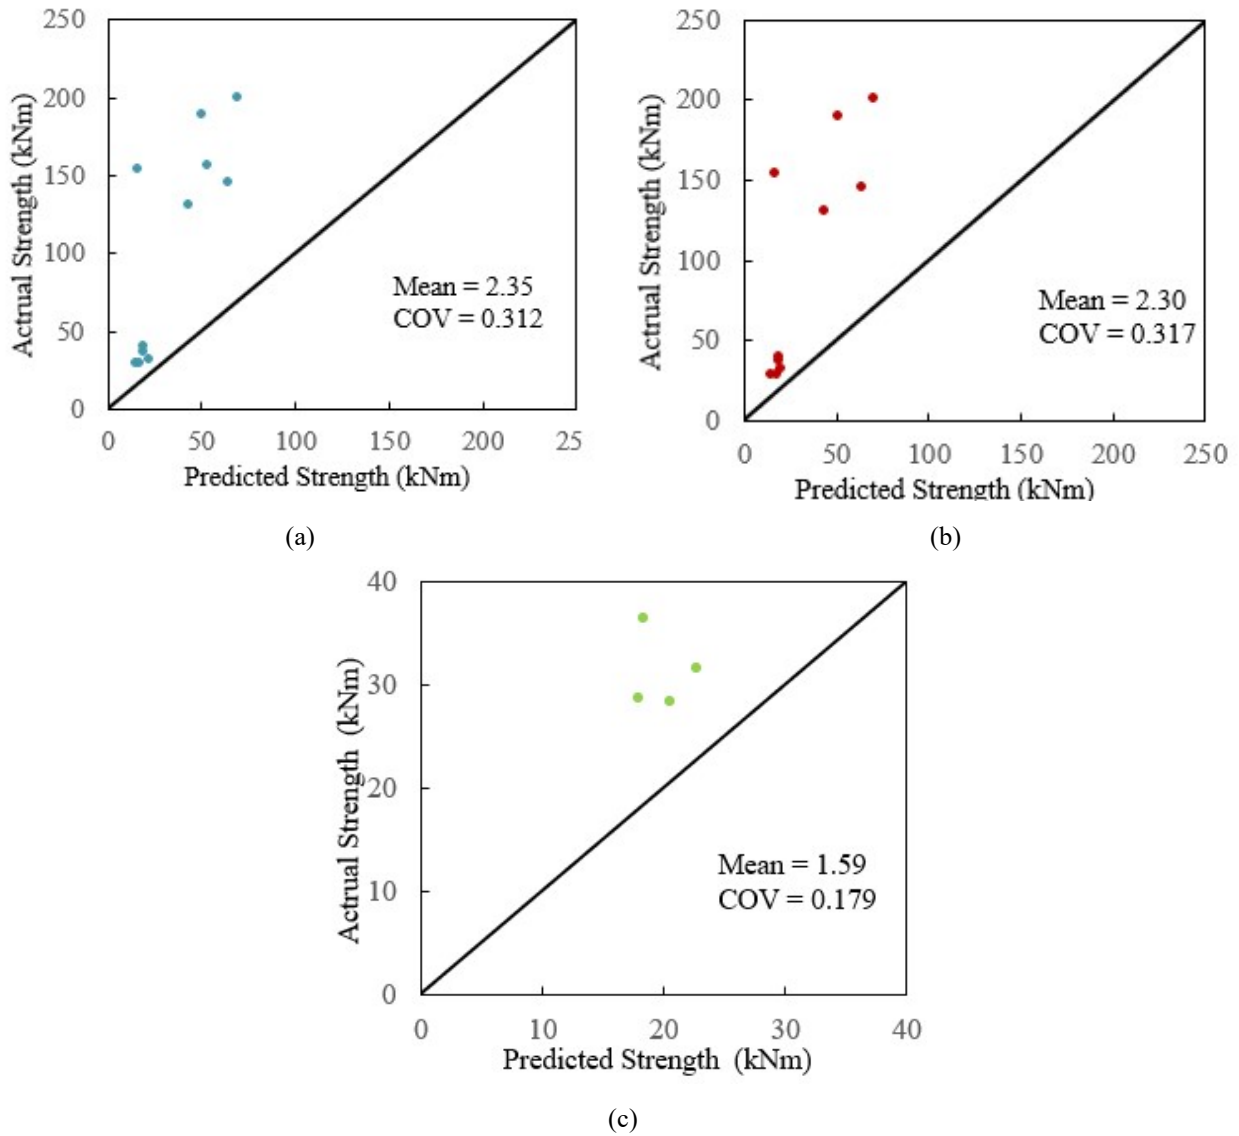 250
200
150
100
50
0
Actrual Strength (kNm)
Mean = 2.35
COV = 0.312
0 50 100 150 200 25
Predicted Strength (kNm)
(a)
250
200
150
100
50
0
Actrual Strength (kNm)
Mean = 2.30
COV = 0.317
0 50 100 150 200 250
Predicted Strength (kNm)
(b)
40
30
20
10
0
Actrual Strength (kNm)
Mean = 1.59
COV = 0.179
0 10 20 30 40
Predicted Strength (kNm)
(c)